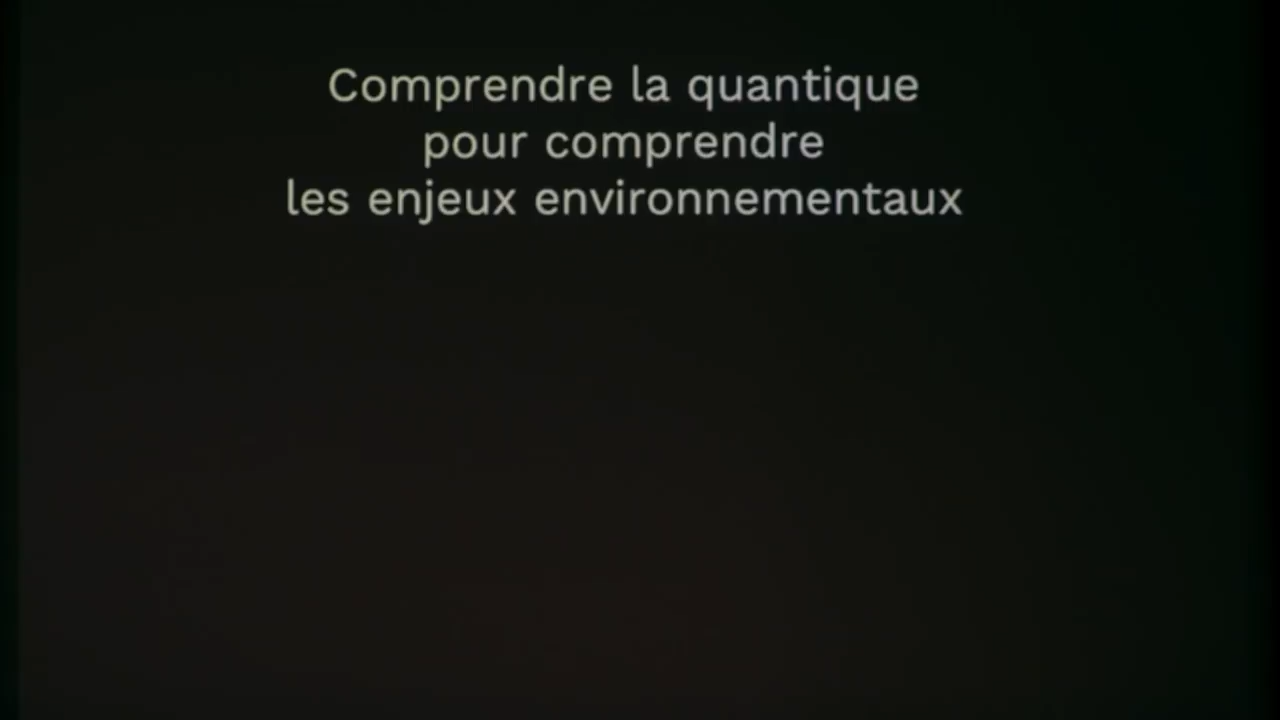 Comprendre la quantique
pour comprendre
les enjeux environnementaux